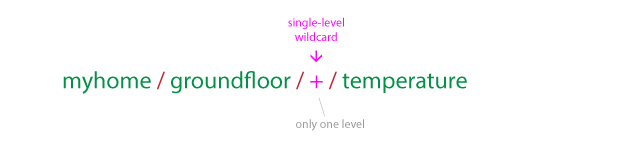 single-level
wildcard
myhome / groundfloor / + / temperature
only one level